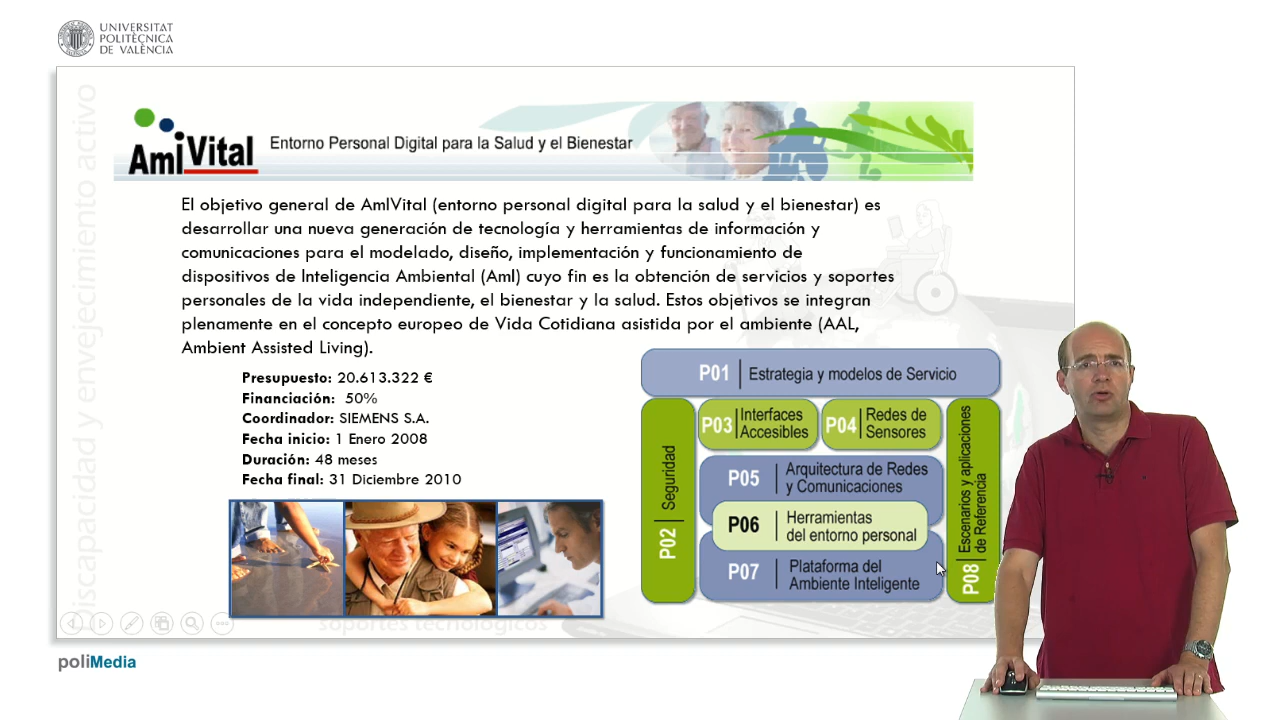 UNIVERSITAT
POLITÈCNICA
DE VALÈNCIA
AmiVital
Entorno Personal Digital para la Salud y el Bienestar
Discapacidad y envejecimiento activo
El objetivo general de AmIVital (entorno personal digital para la salud y el bienestar) es
desarrollar una nueva generación de tecnología y herramientas de información y
comunicaciones para el modelado, diseño, implementación y funcionamiento de
dispositivos de Inteligencia Ambiental (AmI) cuyo fin es la obtención de servicios y soportes
personales de la vida independiente, el bienestar y la salud. Estos objetivos se integran
plenamente en el concepto europeo de Vida Cotidiana asistida por el ambiente (AAL,
Ambient Assisted Living).
Presupuesto: 20.613.322 €
Financiación: 50%
Coordinador: SIEMENS S.A.
Fecha inicio: 1 Enero 2008
Duración: 48 meses
Fecha final: 31 Diciembre 2010
P01 | Estrategia y modelos de Servicio
P02 | Seguridad
P03 | Interfaces
Accesibles
P04 | Redes de
Sensores
P05 | Arquitectura de Redes
y Comunicaciones
P06 | Herramientas
del entorno personal
P07 | Plataforma del
Ambiente Inteligente
P08 | Escenarios y aplicaciones
de Referencia
soportes tecnológicos
poliMedia